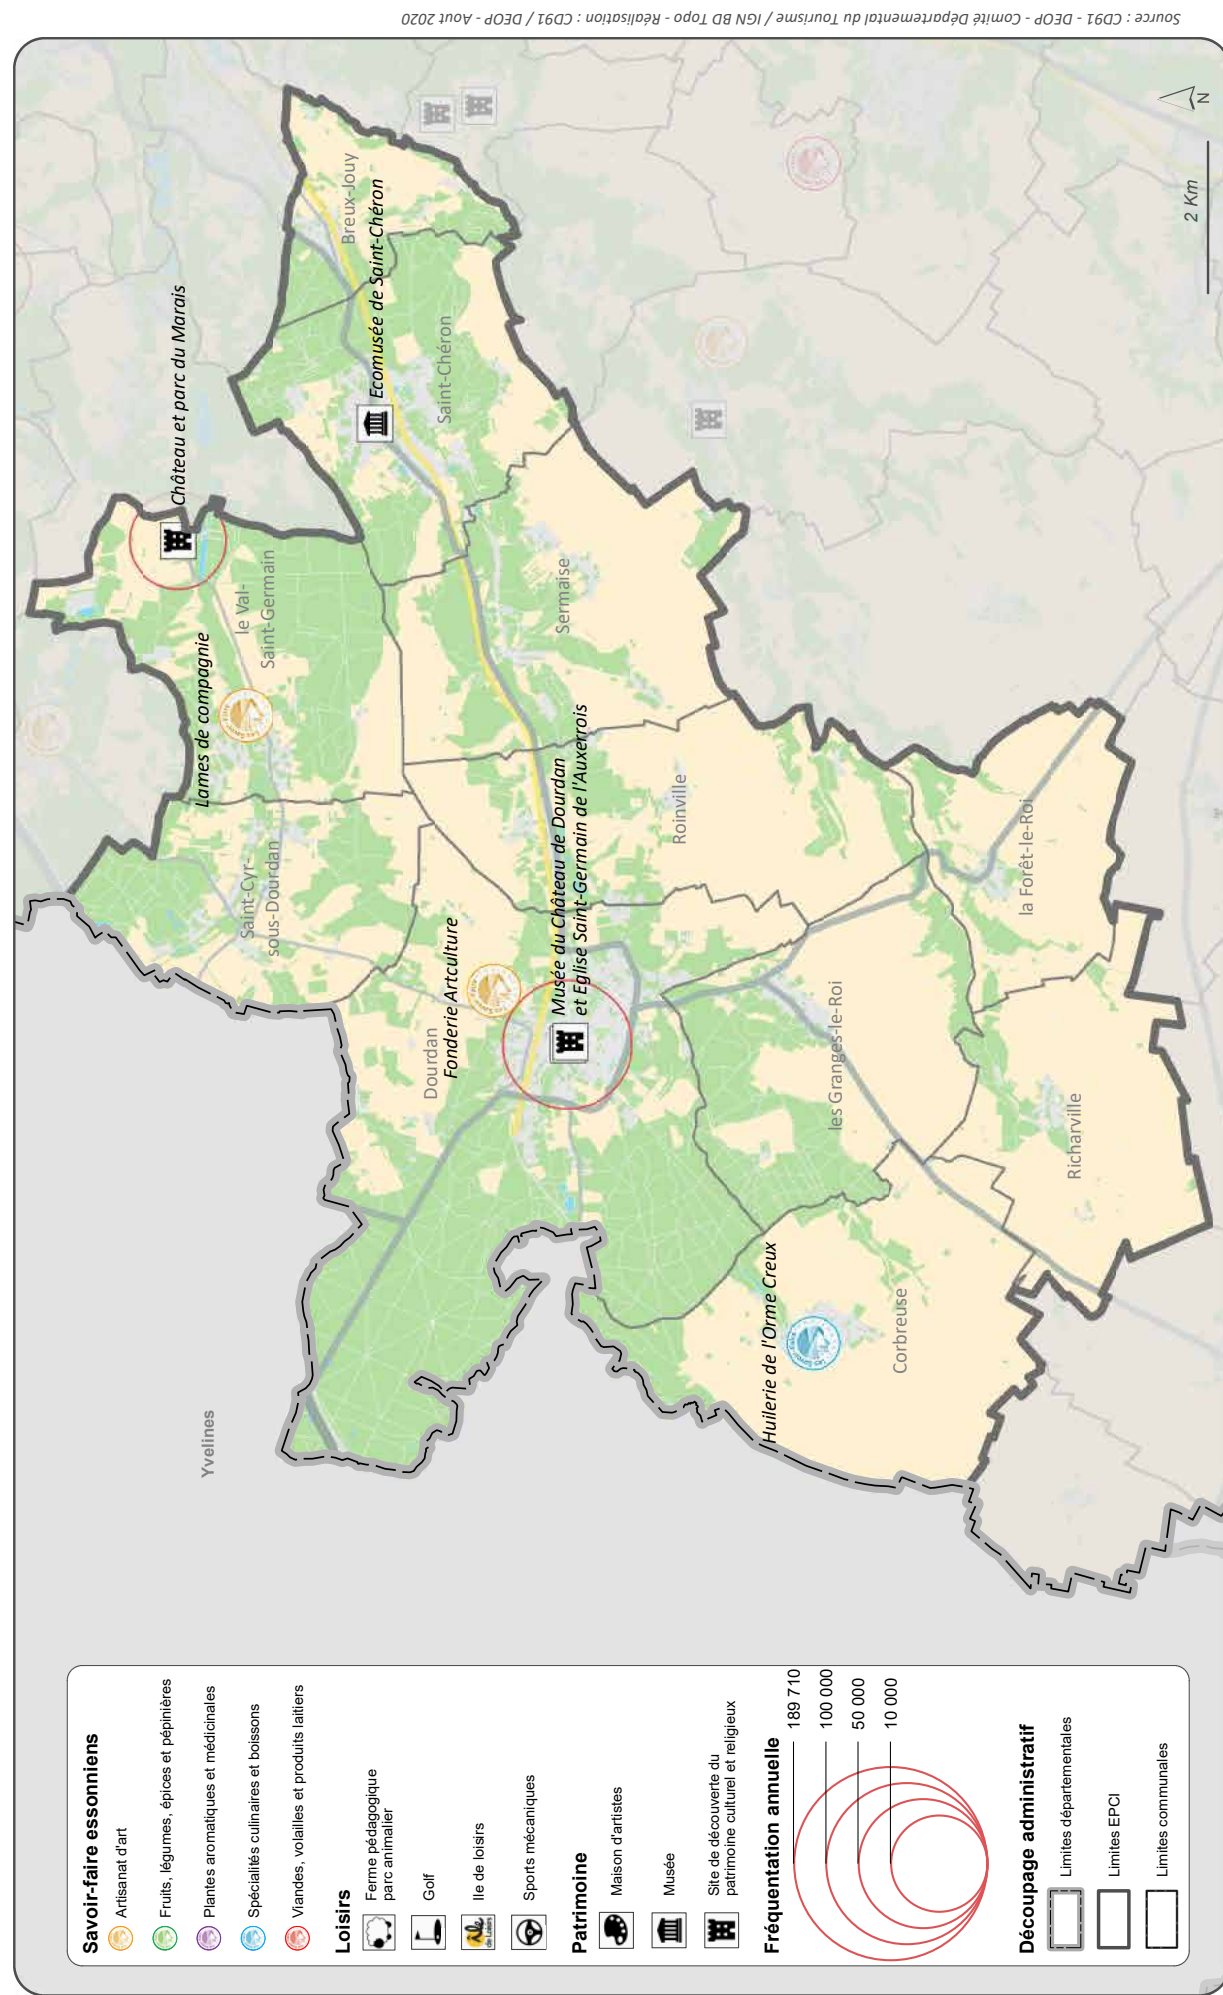 Source : CD91 - DEOP - Comité Départemental du Tourisme / IGN BD Topo - Réalisation : CD91 / DEOP - Aout 2020
Château et parc du Marais
Breux-Jouy
Ecomusée de Saint-Chéron
Saint-Chéron
le Val-
Saint-Germain
Lames de compagnie
Sermaise
Saint-Cyr-
sous-Dourdan
Musée du Château de Dourdan
et Eglise Saint-Germain de l'Auxerrois
Roinville
Fonderie Artculture
Dourdan
la Forêt-le-Roi
les Granges-le-Roi
Richarville
Huilerie de l'Orme Creux
Corbreuse
Yvelines
N
2 Km
Savoir-faire essonniens
Artisanat d'art
Fruits, légumes, épices et pépinières
Plantes aromatiques et médicinales
Spécialités culinaires et boissons
Viandes, volailles et produits laitiers
Loisirs
Ferme pédagogique
parc animalier
Golf
Ile de loisirs
Sports mécaniques
Patrimoine
Maison d'artistes
Musée
Site de découverte du
patrimoine culturel et religieux
Fréquentation annuelle
189 710
100 000
50 000
10 000
Découpage administratif
Limites départementales
Limites EPCI
Limites communales